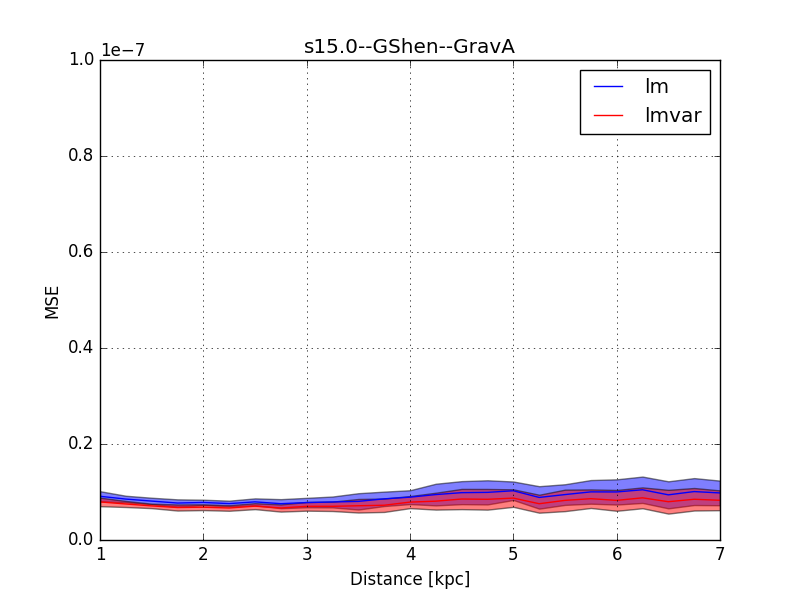 s15.0--GShen--GravA
1e−7
1.0
0.8
0.6
0.4
0.2
0.0
MSE
lm
lmvar
1 2 3 4 5 6 7
Distance [kpc]